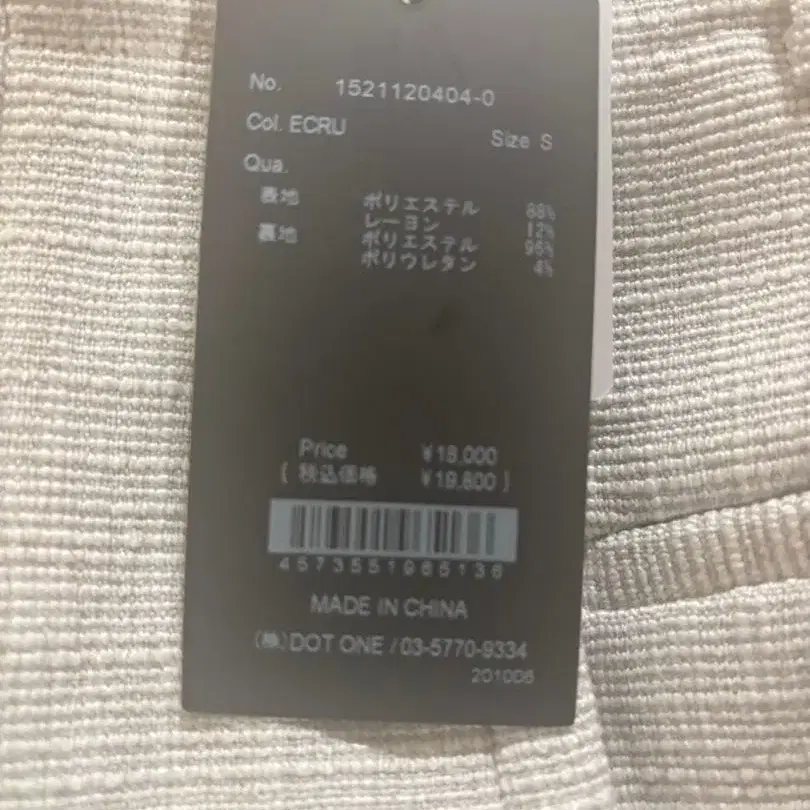 No. 1521120404-0
Col. ECRU Size S
Qua.
表地 ポリエステル 88%
レーヨン 12%
裏地 ポリエステル 96%
ポリウレタン 4%
Price ¥18,000
[ 税込価格 ¥19,800 ]
4573551965136
MADE IN CHINA
(株)DOT ONE / 03-5770-9334